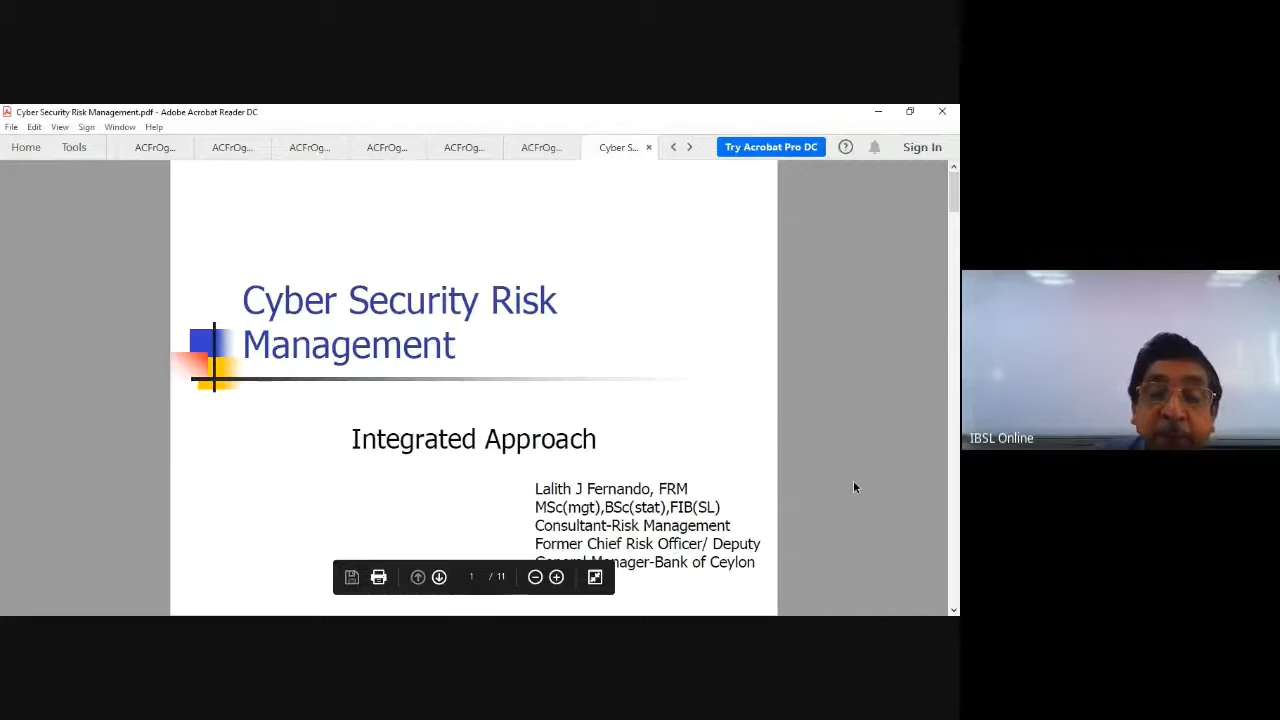 Cyber Security Risk Management.pdf - Adobe Acrobat Reader DC
File Edit View Sign Window Help
Home Tools ACFrOg... ACFrOg... ACFrOg... ACFrOg... ACFrOg... ACFrOg... Cyber S... Try Acrobat Pro DC Sign In
Cyber Security Risk
Management
Integrated Approach
Lalith J Fernando, FRM
MSc(mgt),BSc(stat),FIB(SL)
Consultant-Risk Management
Former Chief Risk Officer/ Deputy
Manager-Bank of Ceylon
1 / 11
IBSL Online